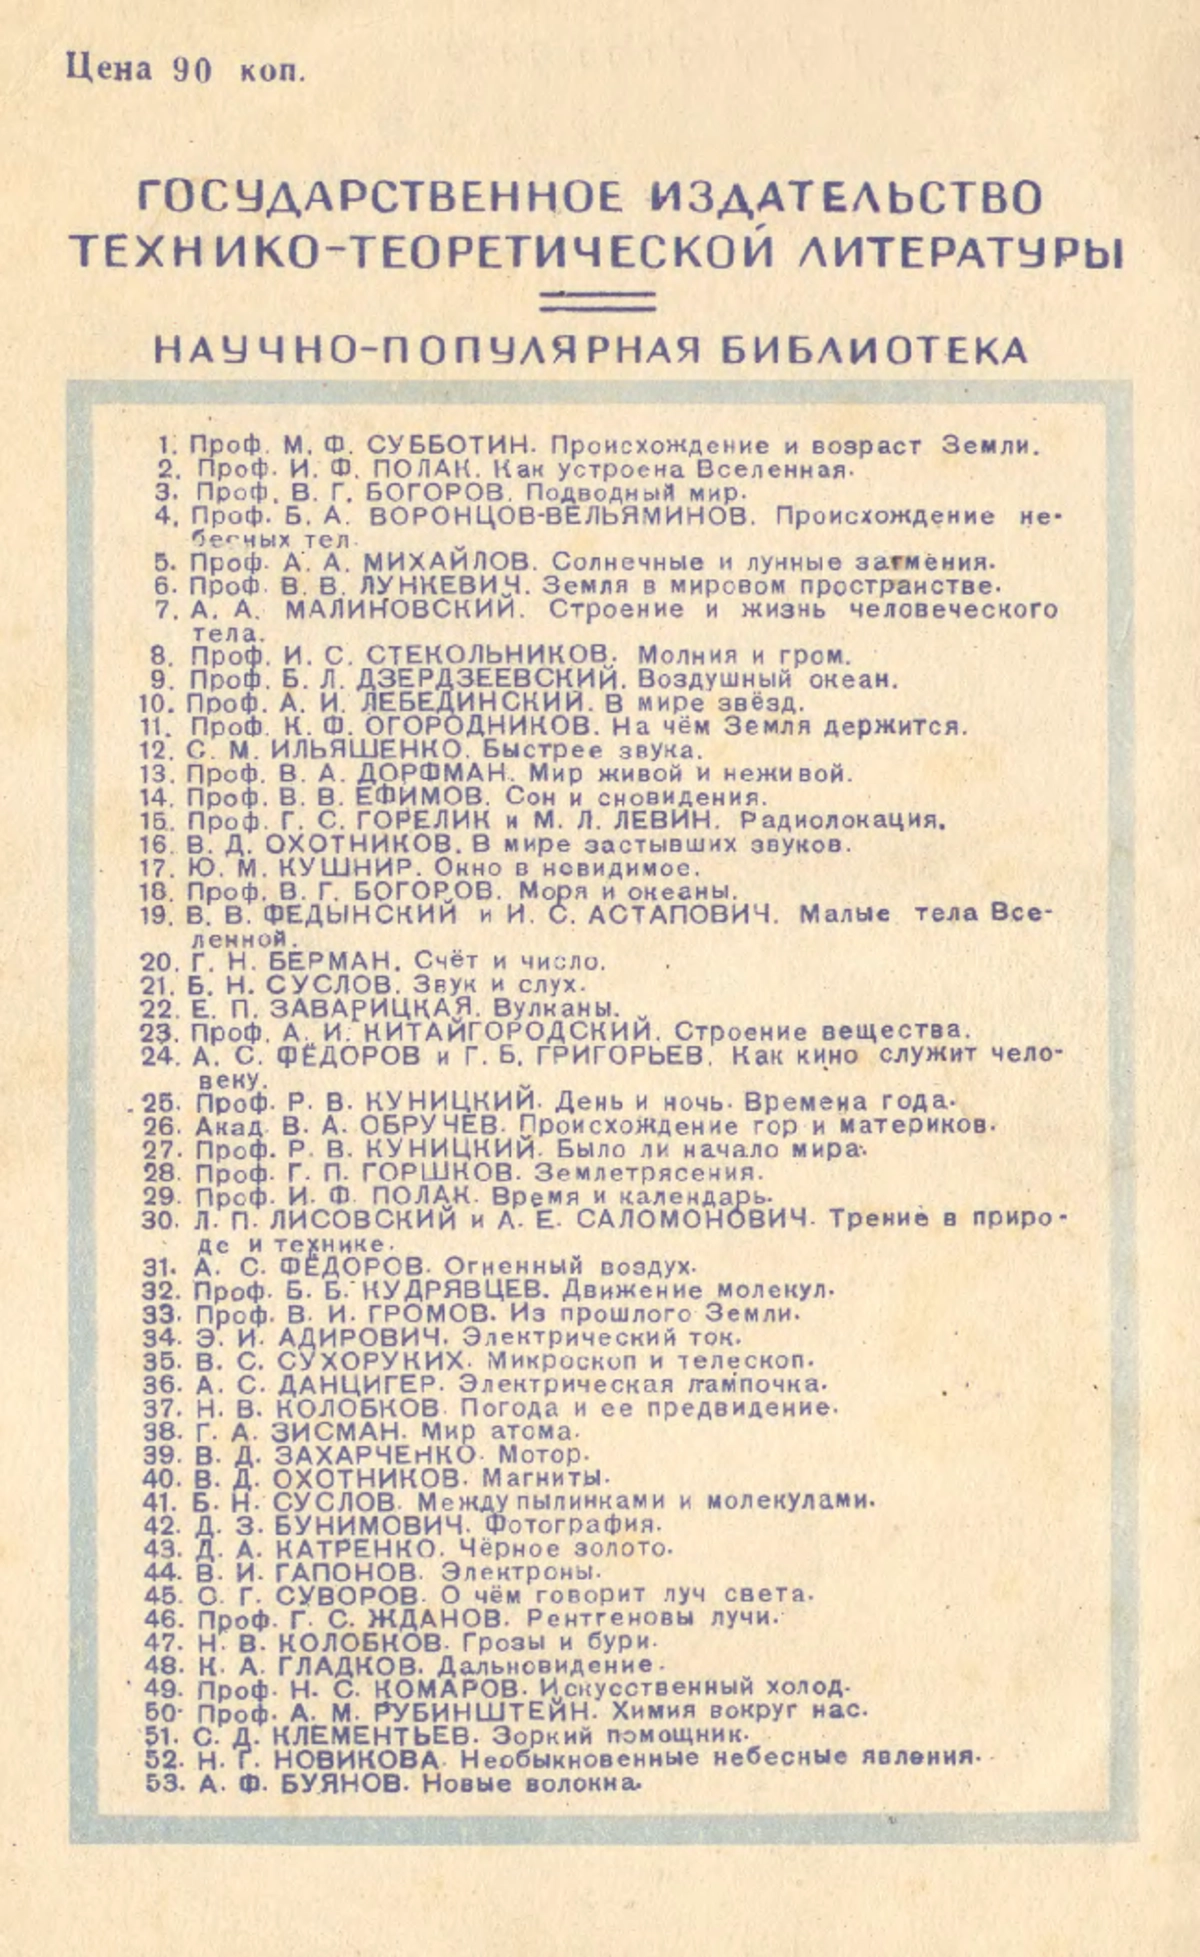 Цена 90 коп.
ГОСУДАРСТВЕННОЕ ИЗДАТЕЛЬСТВО
ТЕХНИКО-ТЕОРЕТИЧЕСКОЙ ЛИТЕРАТУРЫ
НАУЧНО-ПОПУЛЯРНАЯ БИБЛИОТЕКА
1. Проф. М. Ф. СУББОТИН. Происхождение и возраст Земли.
2. Проф. И. Ф. ПОЛАК. Как устроена Вселенная.
3. Проф. В. Г. БОГОРОВ. Подводный мир.
4. Проф. Б. А. ВОРОНЦОВ-ВЕЛЬЯМИНОВ. Происхождение не-
бесных тел.
5. Проф. А. А. МИХАЙЛОВ. Солнечные и лунные затмения.
6. Проф. В. В. ЛУНКЕВИЧ. Земля в мировом пространстве.
7. А. А. МАЛИНОВСКИЙ. Строение и жизнь человеческого
тела.
8. Проф. И. С. СТЕКОЛЬНИКОВ. Молния и гром.
9. Проф. Б. Л. ДЗЕРДЗЕЕВСКИЙ. Воздушный океан.
10. Проф. А. И. ЛЕБЕДИНСКИЙ. В мире звёзд.
11. Проф. К. Ф. ОГОРОДНИКОВ. На чём Земля держится.
12. С. М. ИЛЬЯШЕНКО. Быстрее звука.
13. Проф. В. А. ДОРФМАН. Мир живой и неживой.
14. Проф. В. В. ЕФИМОВ. Сон и сновидения.
15. Проф. Г. С. ГОРЕЛИК и М. Л. ЛЕВИН. Радиолокация.
16. В. Д. ОХОТНИКОВ. В мире застывших звуков.
17. Ю. М. КУШНИР. Окно в невидимое.
18. Проф. В. Г. БОГОРОВ. Моря и океаны.
19. В. В. ФЕДЫНСКИЙ и И. С. АСТАПОВИЧ. Малые тела Все-
ленной.
20. Г. Н. БЕРМАН. Счёт и число.
21. Б. Н. СУСЛОВ. Звук и слух.
22. Е. П. ЗАВАРИЦКАЯ. Вулканы.
23. Проф. А. И. КИТАЙГОРОДСКИЙ. Строение вещества.
24. А. С. ФЁДОРОВ и Г. Б. ГРИГОРЬЕВ. Как кино служит чело-
веку.
25. Проф. Р. В. КУНИЦКИЙ. День и ночь. Времена года.
26. Акад. В. А. ОБРУЧЕВ. Происхождение гор и материков.
27. Проф. Р. В. КУНИЦКИЙ. Было ли начало мира.
28. Проф. Г. П. ГОРШКОВ. Землетрясения.
29. Проф. И. Ф. ПОЛАК. Время и календарь.
30. Л. П. ЛИСОВСКИЙ и А. Е. САЛОМОНОВИЧ. Трение в приро-
де и технике.
31. А. С. ФЁДОРОВ. Огненный воздух.
32. Проф. Б. Б. КУДРЯВЦЕВ. Движение молекул.
33. Проф. В. И. ГРОМОВ. Из прошлого Земли.
34. Э. И. АДИРОВИЧ. Электрический ток.
35. В. С. СУХОРУКИХ. Микроскоп и телескоп.
36. А. С. ДАНЦИГЕР. Электрическая лампочка.
37. Н. В. КОЛОБКОВ. Погода и ее предвидение.
38. Г. А. ЗИСМАН. Мир атома.
39. В. Д. ЗАХАРЧЕНКО. Мотор.
40. В. Д. ОХОТНИКОВ. Магниты.
41. Б. Н. СУСЛОВ. Между пылинками и молекулами.
42. Д. З. БУНИМОВИЧ. Фотография.
43. Д. А. КАТРЕНКО. Чёрное золото.
44. В. И. ГАПОНОВ. Электроны.
45. С. Г. СУВОРОВ. О чём говорит луч света.
46. Проф. Г. С. ЖДАНОВ. Рентгеновы лучи.
47. Н. В. КОЛОБКОВ. Грозы и бури.
48. К. А. ГЛАДКОВ. Дальновидение.
49. Проф. Н. С. КОМАРОВ. Искусственный холод.
50. Проф. А. М. РУБИНШТЕЙН. Химия вокруг нас.
51. С. Д. КЛЕМЕНТЬЕВ. Зоркий помощник.
52. Н. Г. НОВИКОВА. Необыкновенные небесные явления.
53. А. Ф. БУЯНОВ. Новые волокна.